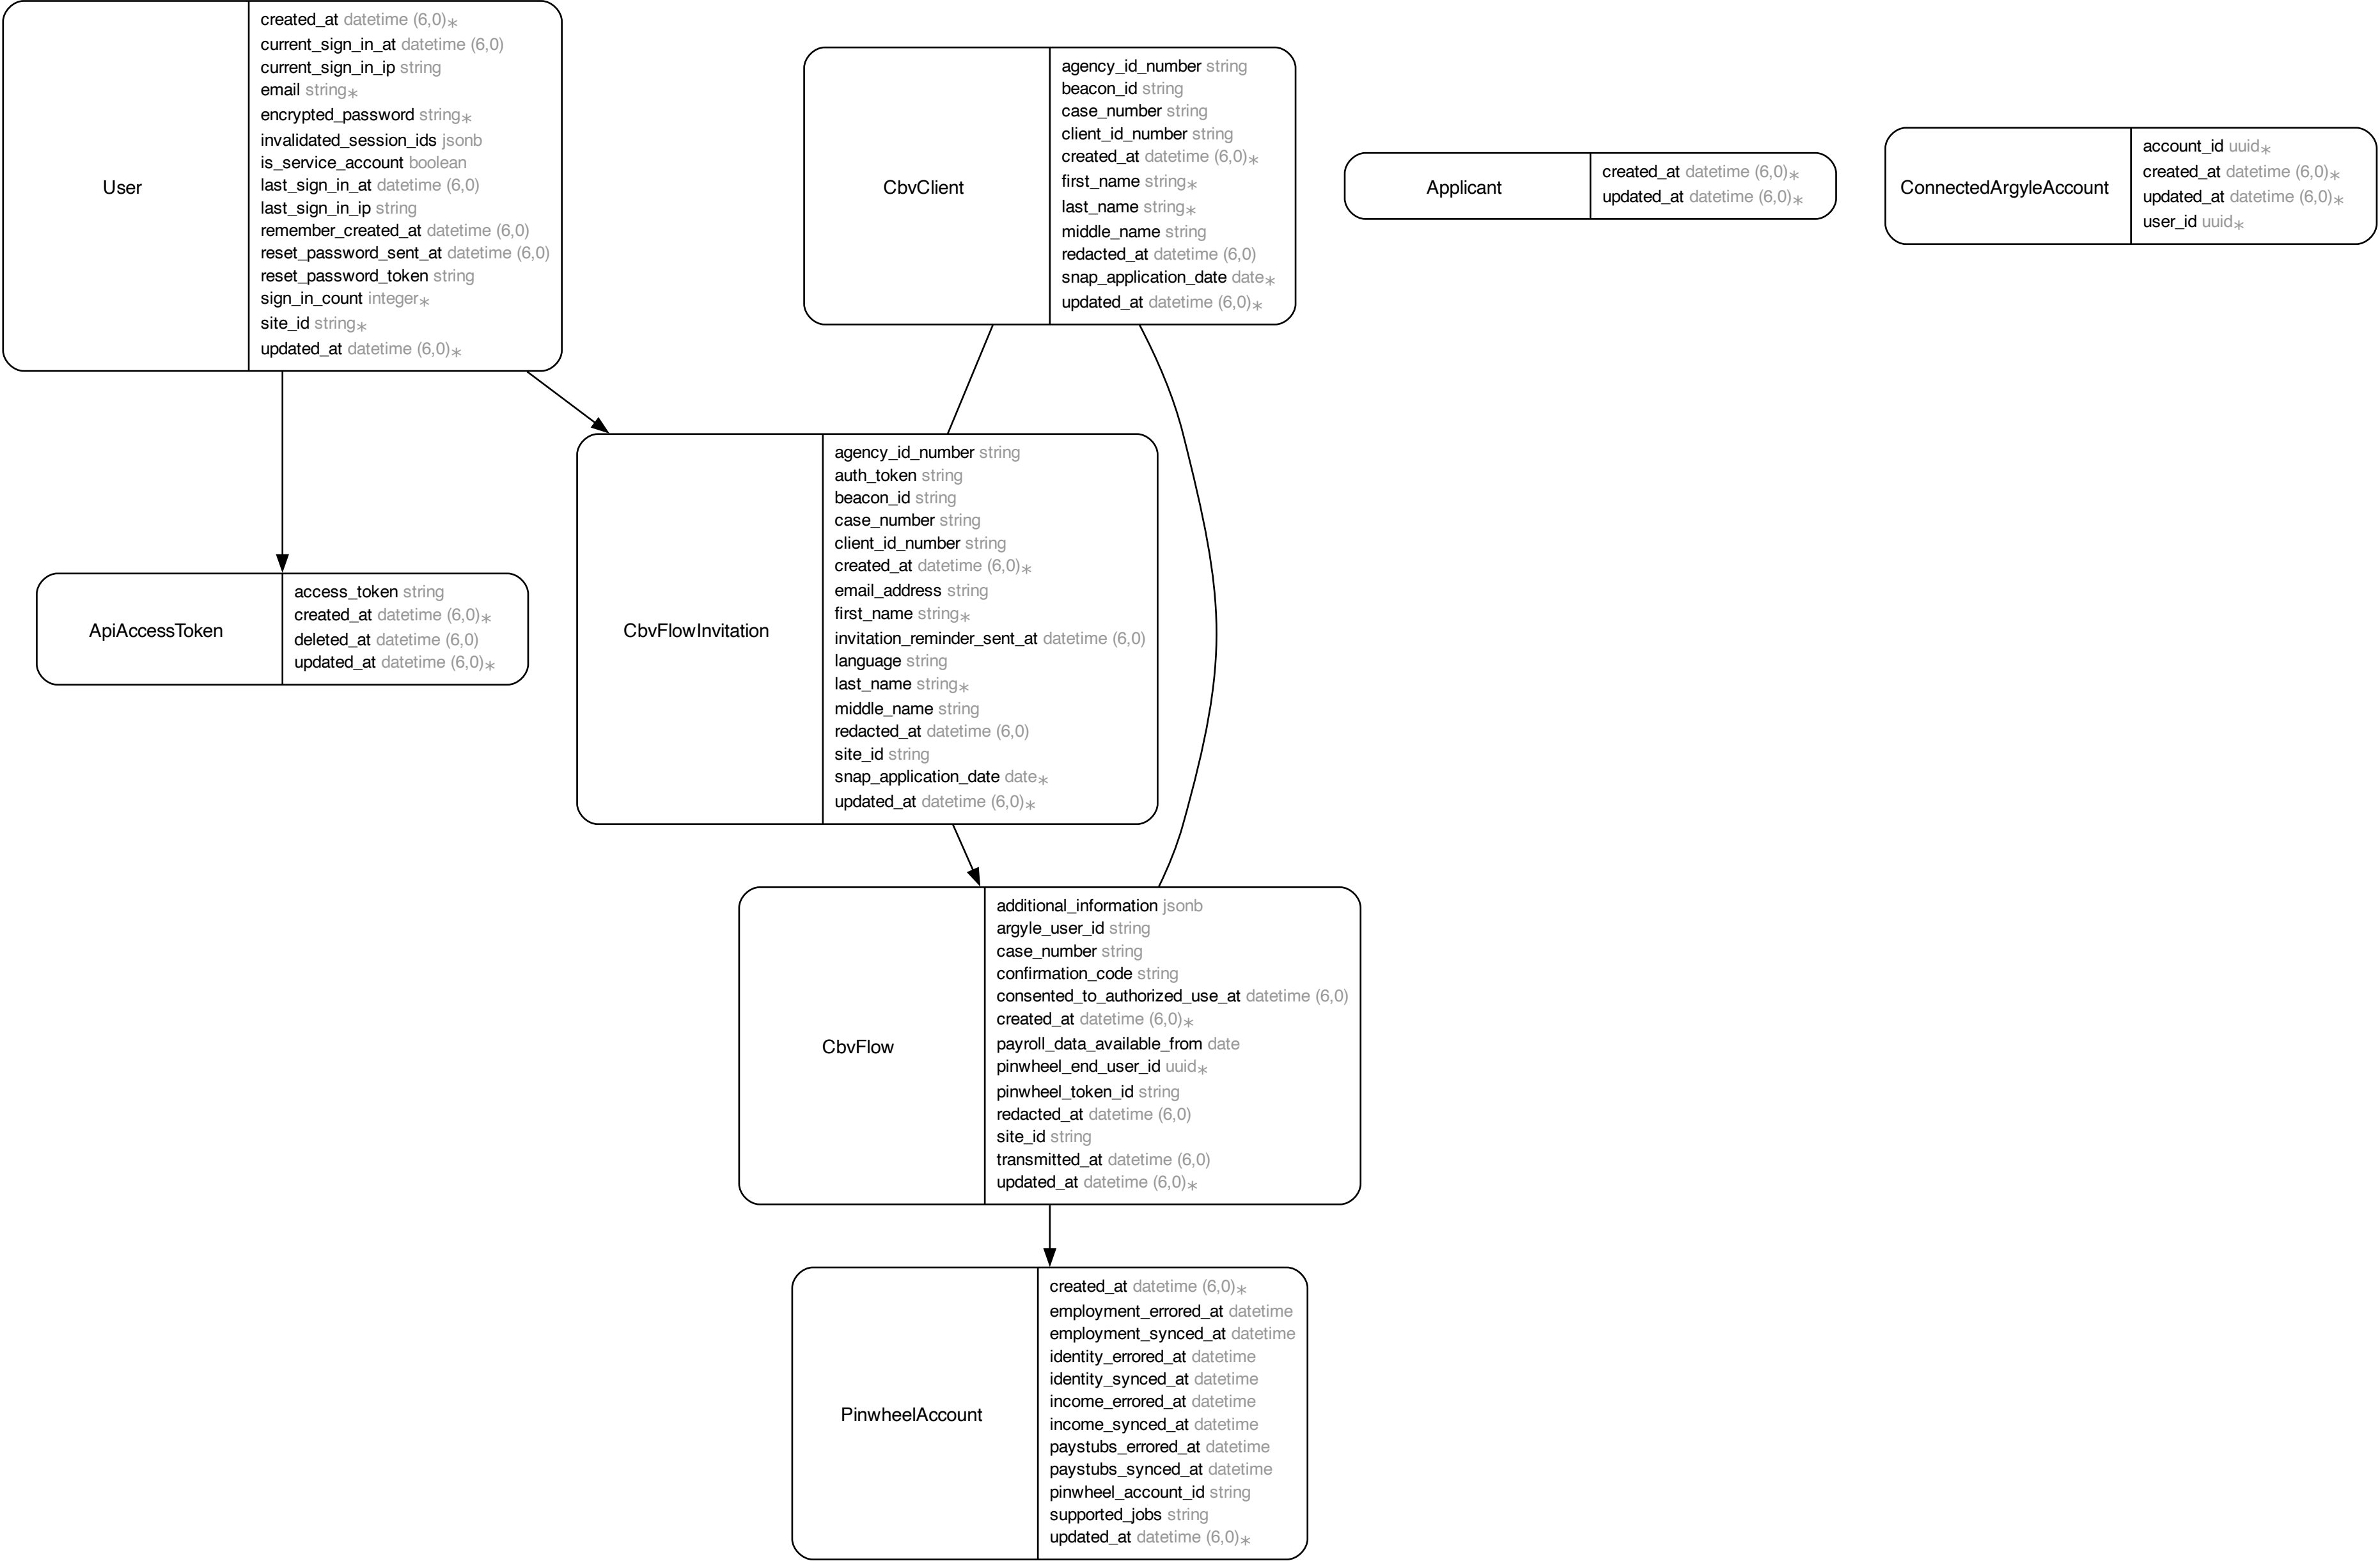 User
created_at datetime (6,0)*
current_sign_in_at datetime (6,0)
current_sign_in_ip string
email string*
encrypted_password string*
invalidated_session_ids jsonb
is_service_account boolean
last_sign_in_at datetime (6,0)
last_sign_in_ip string
remember_created_at datetime (6,0)
reset_password_sent_at datetime (6,0)
reset_password_token string
sign_in_count integer*
site_id string*
updated_at datetime (6,0)*
CbvClient
agency_id_number string
beacon_id string
case_number string
client_id_number string
created_at datetime (6,0)*
first_name string*
last_name string*
middle_name string
redacted_at datetime (6,0)
snap_application_date date*
updated_at datetime (6,0)*
Applicant
created_at datetime (6,0)*
updated_at datetime (6,0)*
ConnectedArgyleAccount
account_id uuid*
created_at datetime (6,0)*
updated_at datetime (6,0)*
user_id uuid*
ApiAccessToken
access_token string
created_at datetime (6,0)*
deleted_at datetime (6,0)
updated_at datetime (6,0)*
CbvFlowInvitation
agency_id_number string
auth_token string
beacon_id string
case_number string
client_id_number string
created_at datetime (6,0)*
email_address string
first_name string*
invitation_reminder_sent_at datetime (6,0)
language string
last_name string*
middle_name string
redacted_at datetime (6,0)
site_id string
snap_application_date date*
updated_at datetime (6,0)*
CbvFlow
additional_information jsonb
argyle_user_id string
case_number string
confirmation_code string
consented_to_authorized_use_at datetime (6,0)
created_at datetime (6,0)*
payroll_data_available_from date
pinwheel_end_user_id uuid*
pinwheel_token_id string
redacted_at datetime (6,0)
site_id string
transmitted_at datetime (6,0)
updated_at datetime (6,0)*
PinwheelAccount
created_at datetime (6,0)*
employment_errored_at datetime
employment_synced_at datetime
identity_errored_at datetime
identity_synced_at datetime
income_errored_at datetime
income_synced_at datetime
paystubs_errored_at datetime
paystubs_synced_at datetime
pinwheel_account_id string
supported_jobs string
updated_at datetime (6,0)*